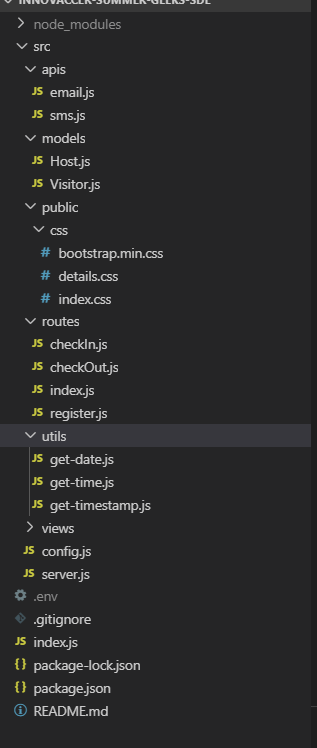 INNOVACCER-SUMMER-GEEKS-SDE
node_modules
src
apis
JS email.js
JS sms.js
models
JS Host.js
JS Visitor.js
public
css
# bootstrap.min.css
# details.css
# index.css
routes
JS checkIn.js
JS checkOut.js
JS index.js
JS register.js
utils
JS get-date.js
JS get-time.js
JS get-timestamp.js
views
JS config.js
JS server.js
.env
.gitignore
JS index.js
{} package-lock.json
{} package.json
README.md